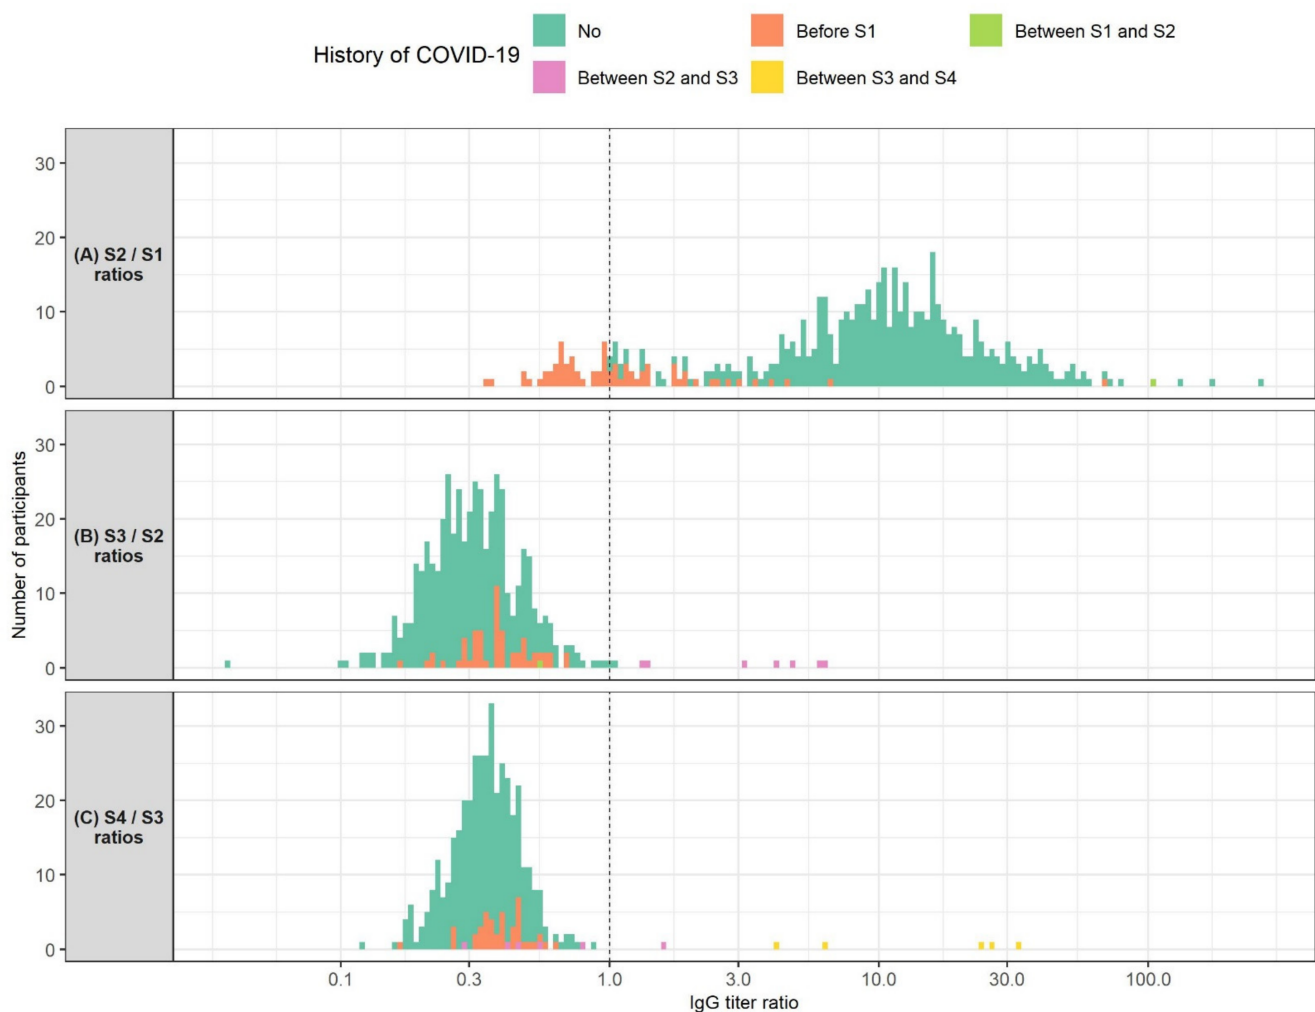 History of COVID-19
No
Before S1
Between S1 and S2
Between S2 and S3
Between S3 and S4
Number of participants
(A) S2 / S1
ratios
30
20
10
0
(B) S3 / S2
ratios
30
20
10
0
(C) S4 / S3
ratios
30
20
10
0
0.1
0.3
1.0
3.0
10.0
30.0
100.0
IgG titer ratio